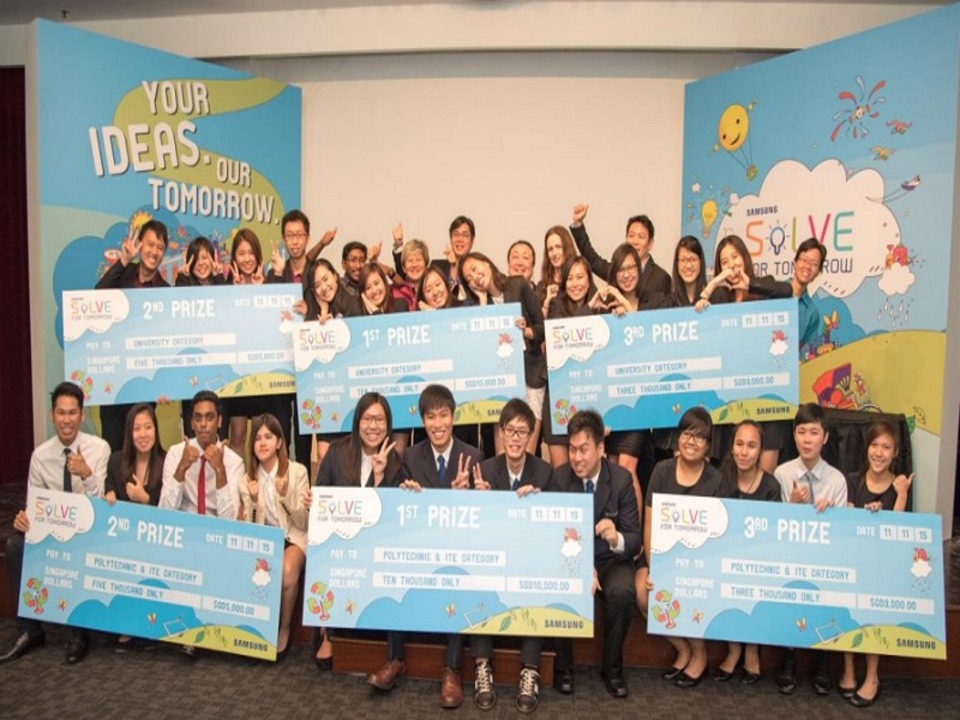 YOUR
IDEAS.
OUR
TOMORROW.
SAMSUNG
SOLVE
FOR TOMORROW
SOLVE
FOR TOMORROW
2ND PRIZE
DATE 11 11 15
PAY TO
UNIVERSITY CATEGORY
SINGAPORE
DOLLARS
FIVE THOUSAND ONLY
SGD5,000.00
SAMSUNG
SOLVE
FOR TOMORROW
1ST PRIZE
DATE 11 11 15
PAY TO
UNIVERSITY CATEGORY
SINGAPORE
DOLLARS
TEN THOUSAND ONLY
SGD10,000.00
SOLVE
FOR TOMORROW
3RD PRIZE
DATE 11 11 15
PAY TO
UNIVERSITY CATEGORY
SINGAPORE
DOLLARS
THREE THOUSAND ONLY
SGD3,000.00
SAMSUNG
SOLVE
FOR TOMORROW
2ND PRIZE
DATE 11 11 15
PAY TO
POLYTECHNIC & ITE CATEGORY
SINGAPORE
DOLLARS
FIVE THOUSAND ONLY
SGD5,000.00
SAMSUNG
SOLVE
FOR TOMORROW
1ST PRIZE
DATE 11 11 15
PAY TO
POLYTECHNIC & ITE CATEGORY
SINGAPORE
DOLLARS
TEN THOUSAND ONLY
SGD10,000.00
SAMSUNG
SOLVE
FOR TOMORROW
3RD PRIZE
DATE 11 11 15
PAY TO
POLYTECHNIC & ITE CATEGORY
SINGAPORE
DOLLARS
THREE THOUSAND ONLY
SGD3,000.00
SAMSUNG